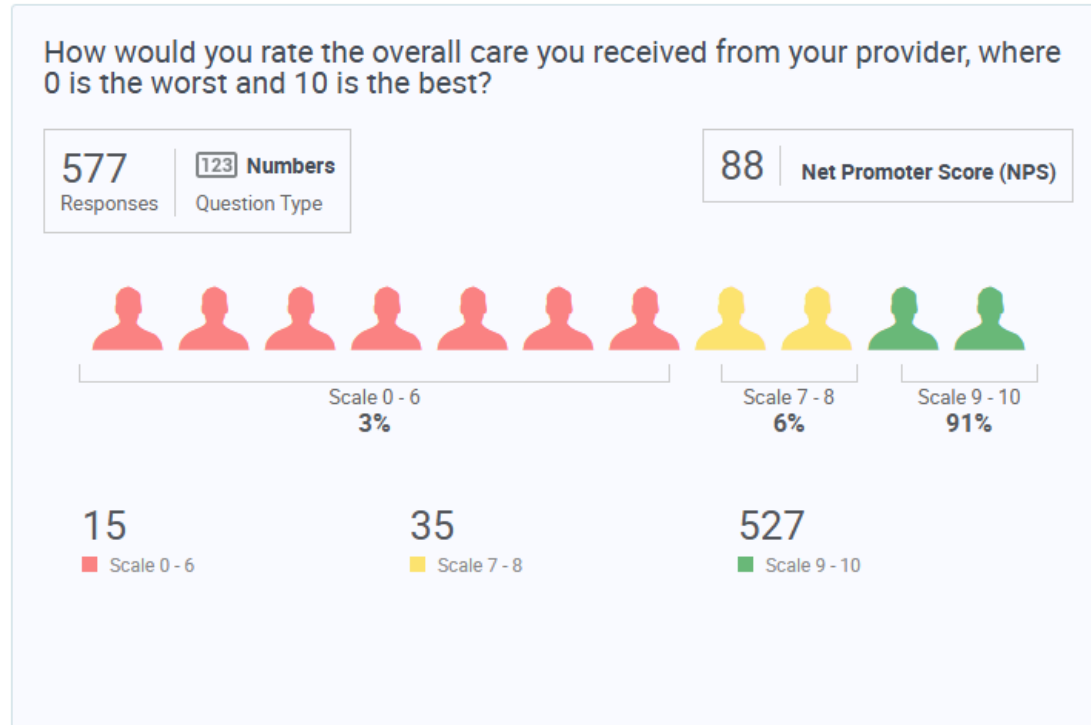 How would you rate the overall care you received from your provider, where
0 is the worst and 10 is the best?
577
Responses
123 Numbers
Question Type
88 Net Promoter Score (NPS)
Scale 0 - 6
3%
Scale 7 - 8
6%
Scale 9 - 10
91%
15
Scale 0 - 6
35
Scale 7 - 8
527
Scale 9 - 10